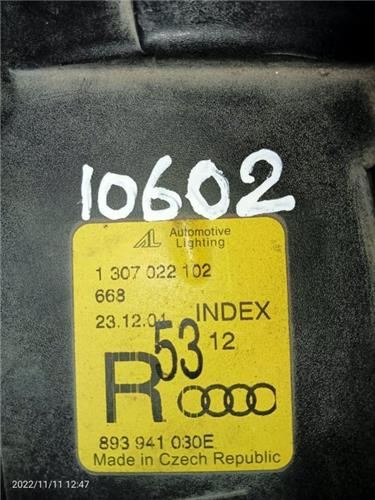 10602
AL Automotive
Lighting
1 307 022 102
668
23.12.04 INDEX
53 12
R
893 941 030E
Made in Czech Republic
2022/11/11 12:47